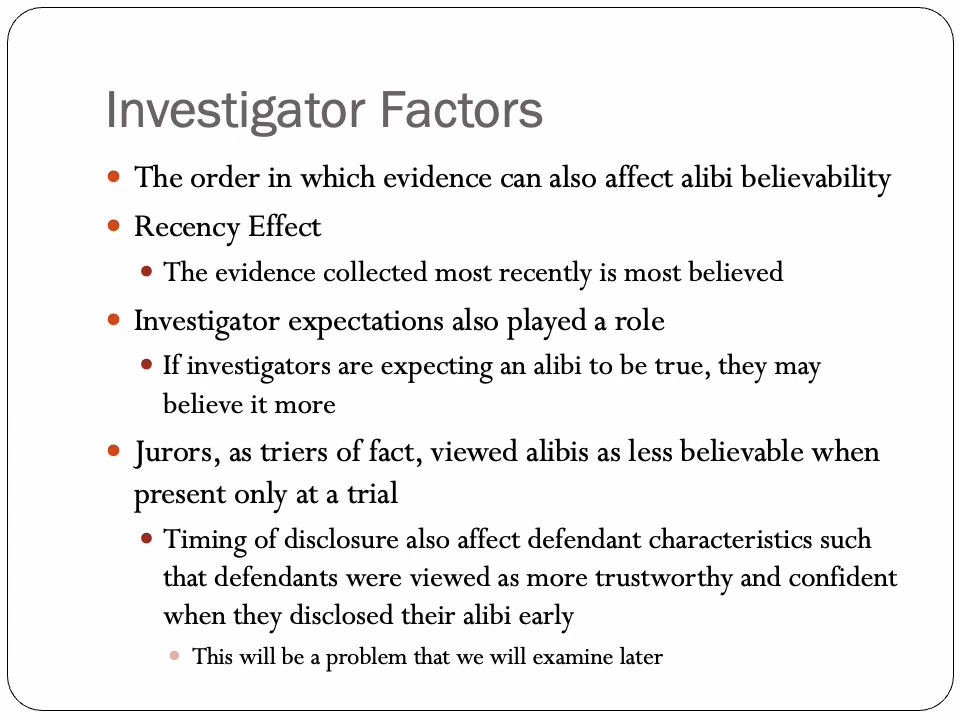 Investigator Factors
The order in which evidence can also affect alibi believability
Recency Effect
The evidence collected most recently is most believed
Investigator expectations also played a role
If investigators are expecting an alibi to be true, they may
believe it more
Jurors, as triers of fact, viewed alibis as less believable when
present only at a trial
Timing of disclosure also affect defendant characteristics such
that defendants were viewed as more trustworthy and confident
when they disclosed their alibi early
This will be a problem that we will examine later